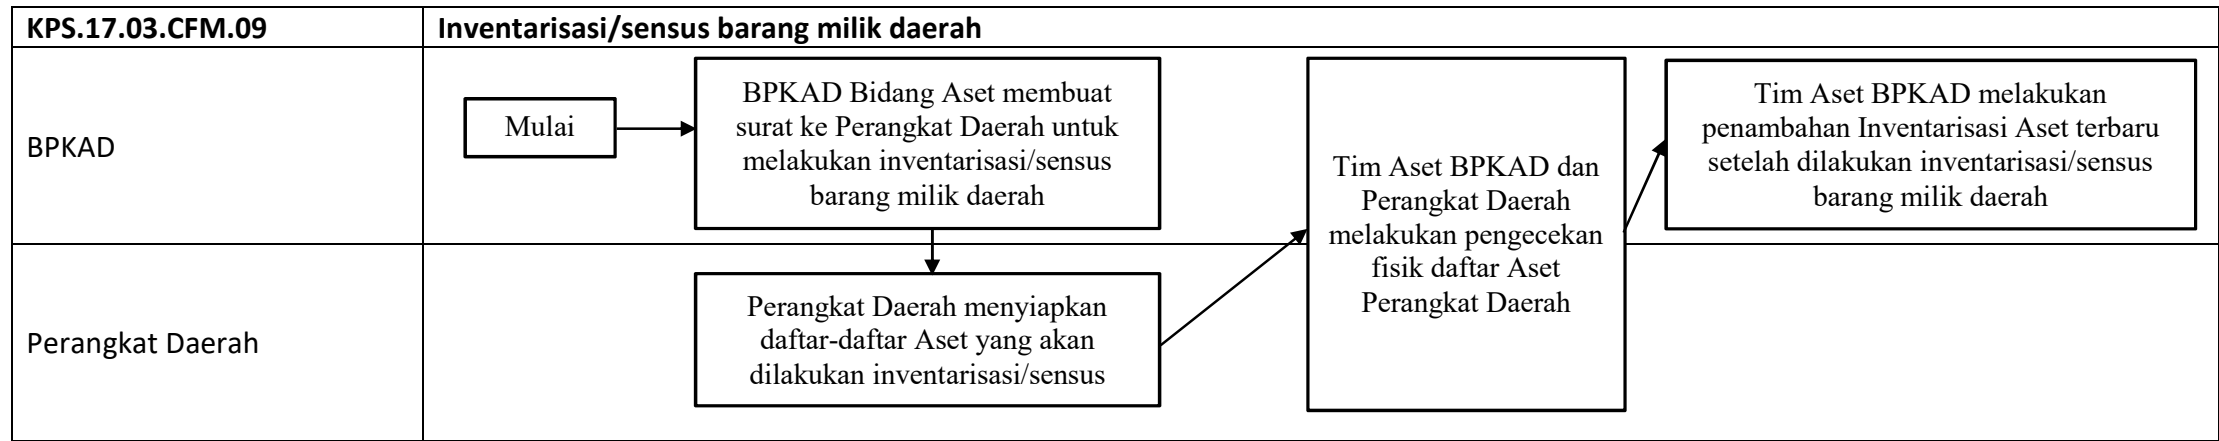 KPS.17.03.CFM.09
Inventarisasi/sensus barang milik daerah
BPKAD
Mulai
BPKAD Bidang Aset membuat
surat ke Perangkat Daerah untuk
melakukan inventarisasi/sensus
barang milik daerah
Tim Aset BPKAD dan
Perangkat Daerah
melakukan pengecekan
fisik daftar Aset
Perangkat Daerah
Tim Aset BPKAD melakukan
penambahan Inventarisasi Aset terbaru
setelah dilakukan inventarisasi/sensus
barang milik daerah
Perangkat Daerah
Perangkat Daerah menyiapkan
daftar-daftar Aset yang akan
dilakukan inventarisasi/sensus